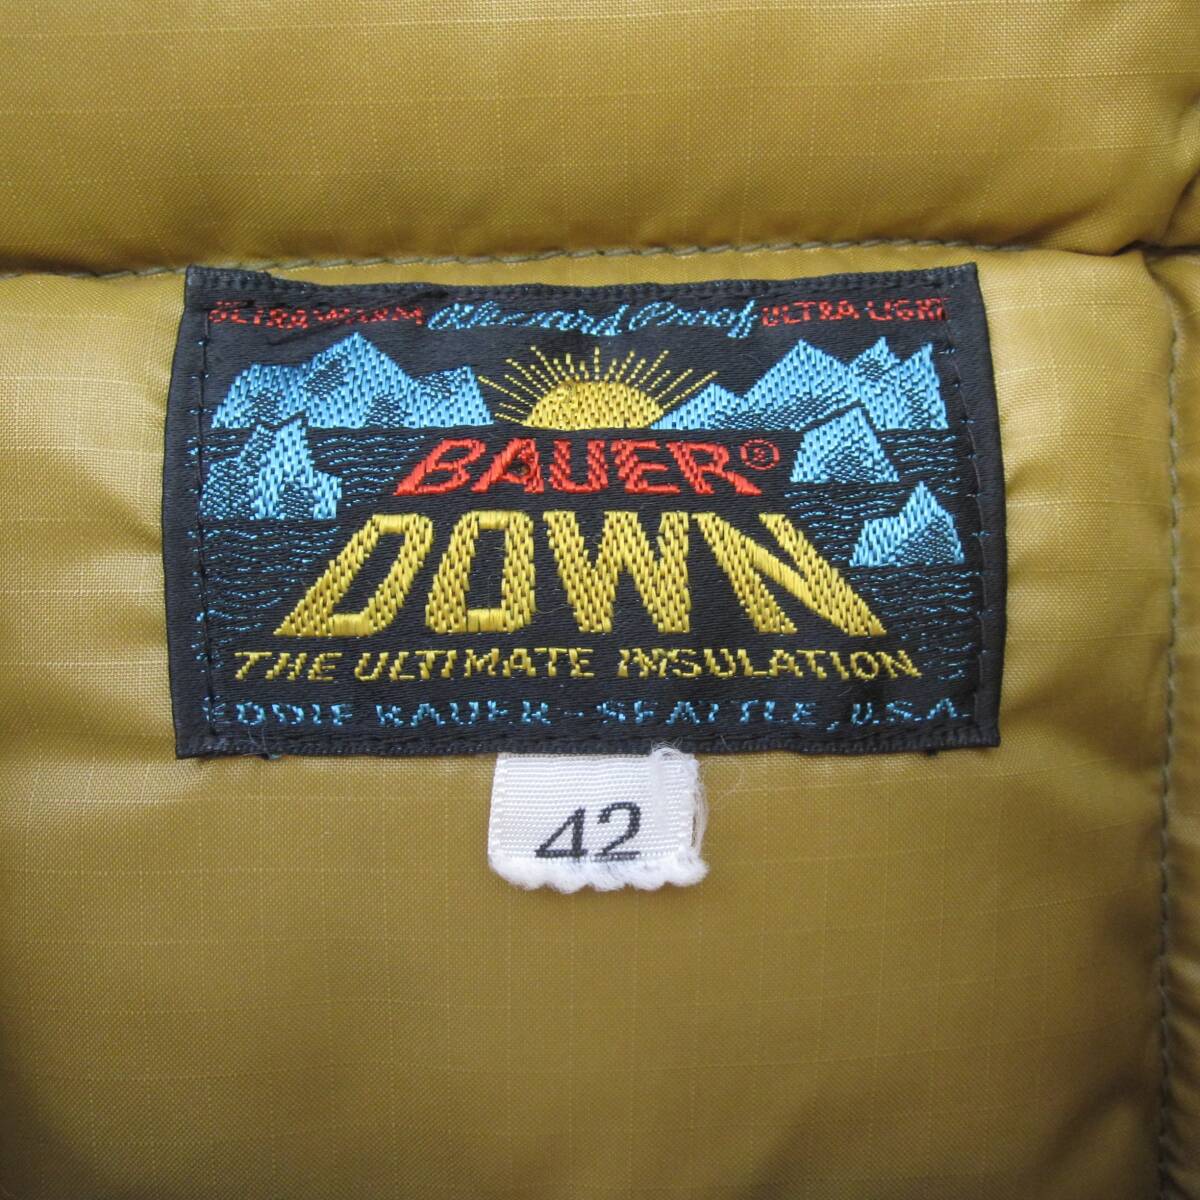 ULTRA WARM Blizzard Proof ULTRA LIGHT
BAUER®
DOWN
THE ULTIMATE INSULATION
EDDIE BAUER - SEATTLE, U.S.A.
42